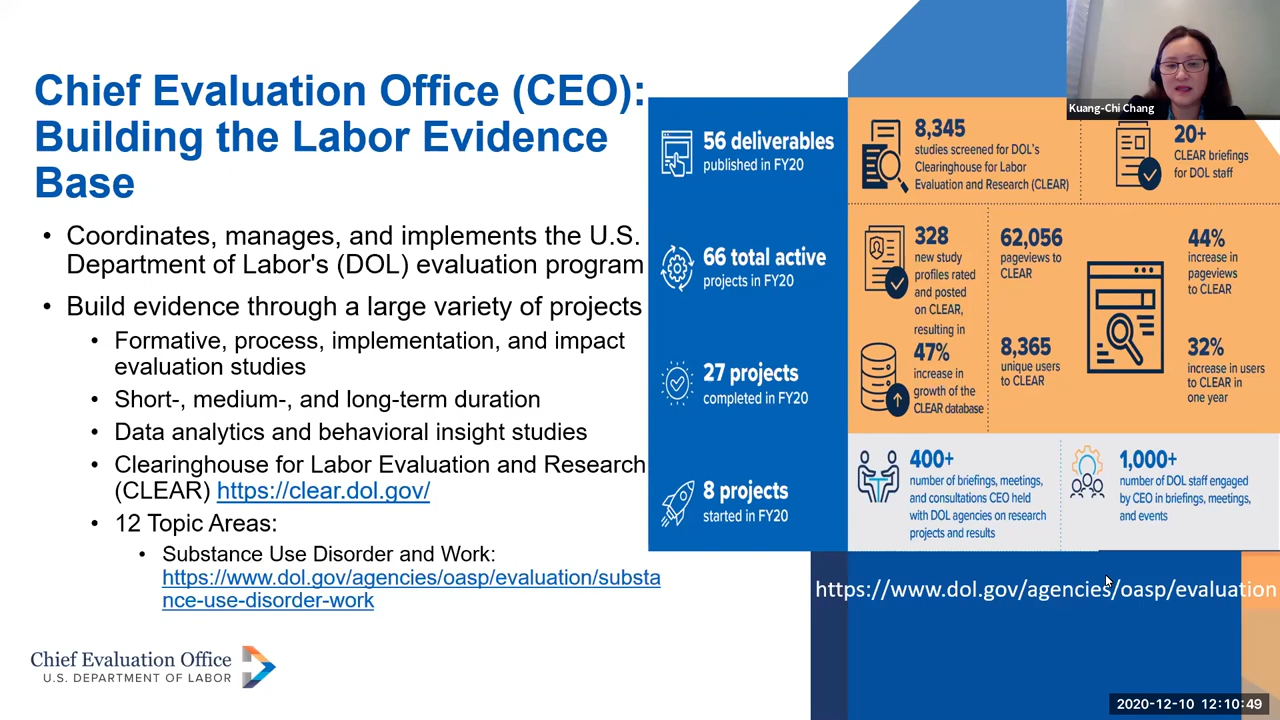 Chief Evaluation Office (CEO):
Building the Labor Evidence
Base
• Coordinates, manages, and implements the U.S.
Department of Labor's (DOL) evaluation program
• Build evidence through a large variety of projects
• Formative, process, implementation, and impact
evaluation studies
• Short-, medium-, and long-term duration
• Data analytics and behavioral insight studies
• Clearinghouse for Labor Evaluation and Research
(CLEAR) https://clear.dol.gov/
• 12 Topic Areas:
• Substance Use Disorder and Work:
https://www.dol.gov/agencies/oasp/evaluation/substa
nce-use-disorder-work
Chief Evaluation Office
U.S. DEPARTMENT OF LABOR
56 deliverables
published in FY20
66 total active
projects in FY20
27 projects
completed in FY20
8 projects
started in FY20
8,345
studies screened for DOL's
Clearinghouse for Labor
Evaluation and Research (CLEAR)
20+
CLEAR briefings
for DOL staff
328
new study
profiles rated
and posted
on CLEAR,
resulting in
47%
increase in
growth of the
CLEAR database
62,056
pageviews to
CLEAR
8,365
unique users
to CLEAR
44%
increase in
pageviews
to CLEAR
32%
increase in users
to CLEAR in
one year
400+
number of briefings, meetings,
and consultations CEO held
with DOL agencies on research
projects and results
1,000+
number of DOL staff engaged
by CEO in briefings, meetings,
and events
https://www.dol.gov/agencies/oasp/evaluation
Kuang-Chi Chang
2020-12-10 12:10:49